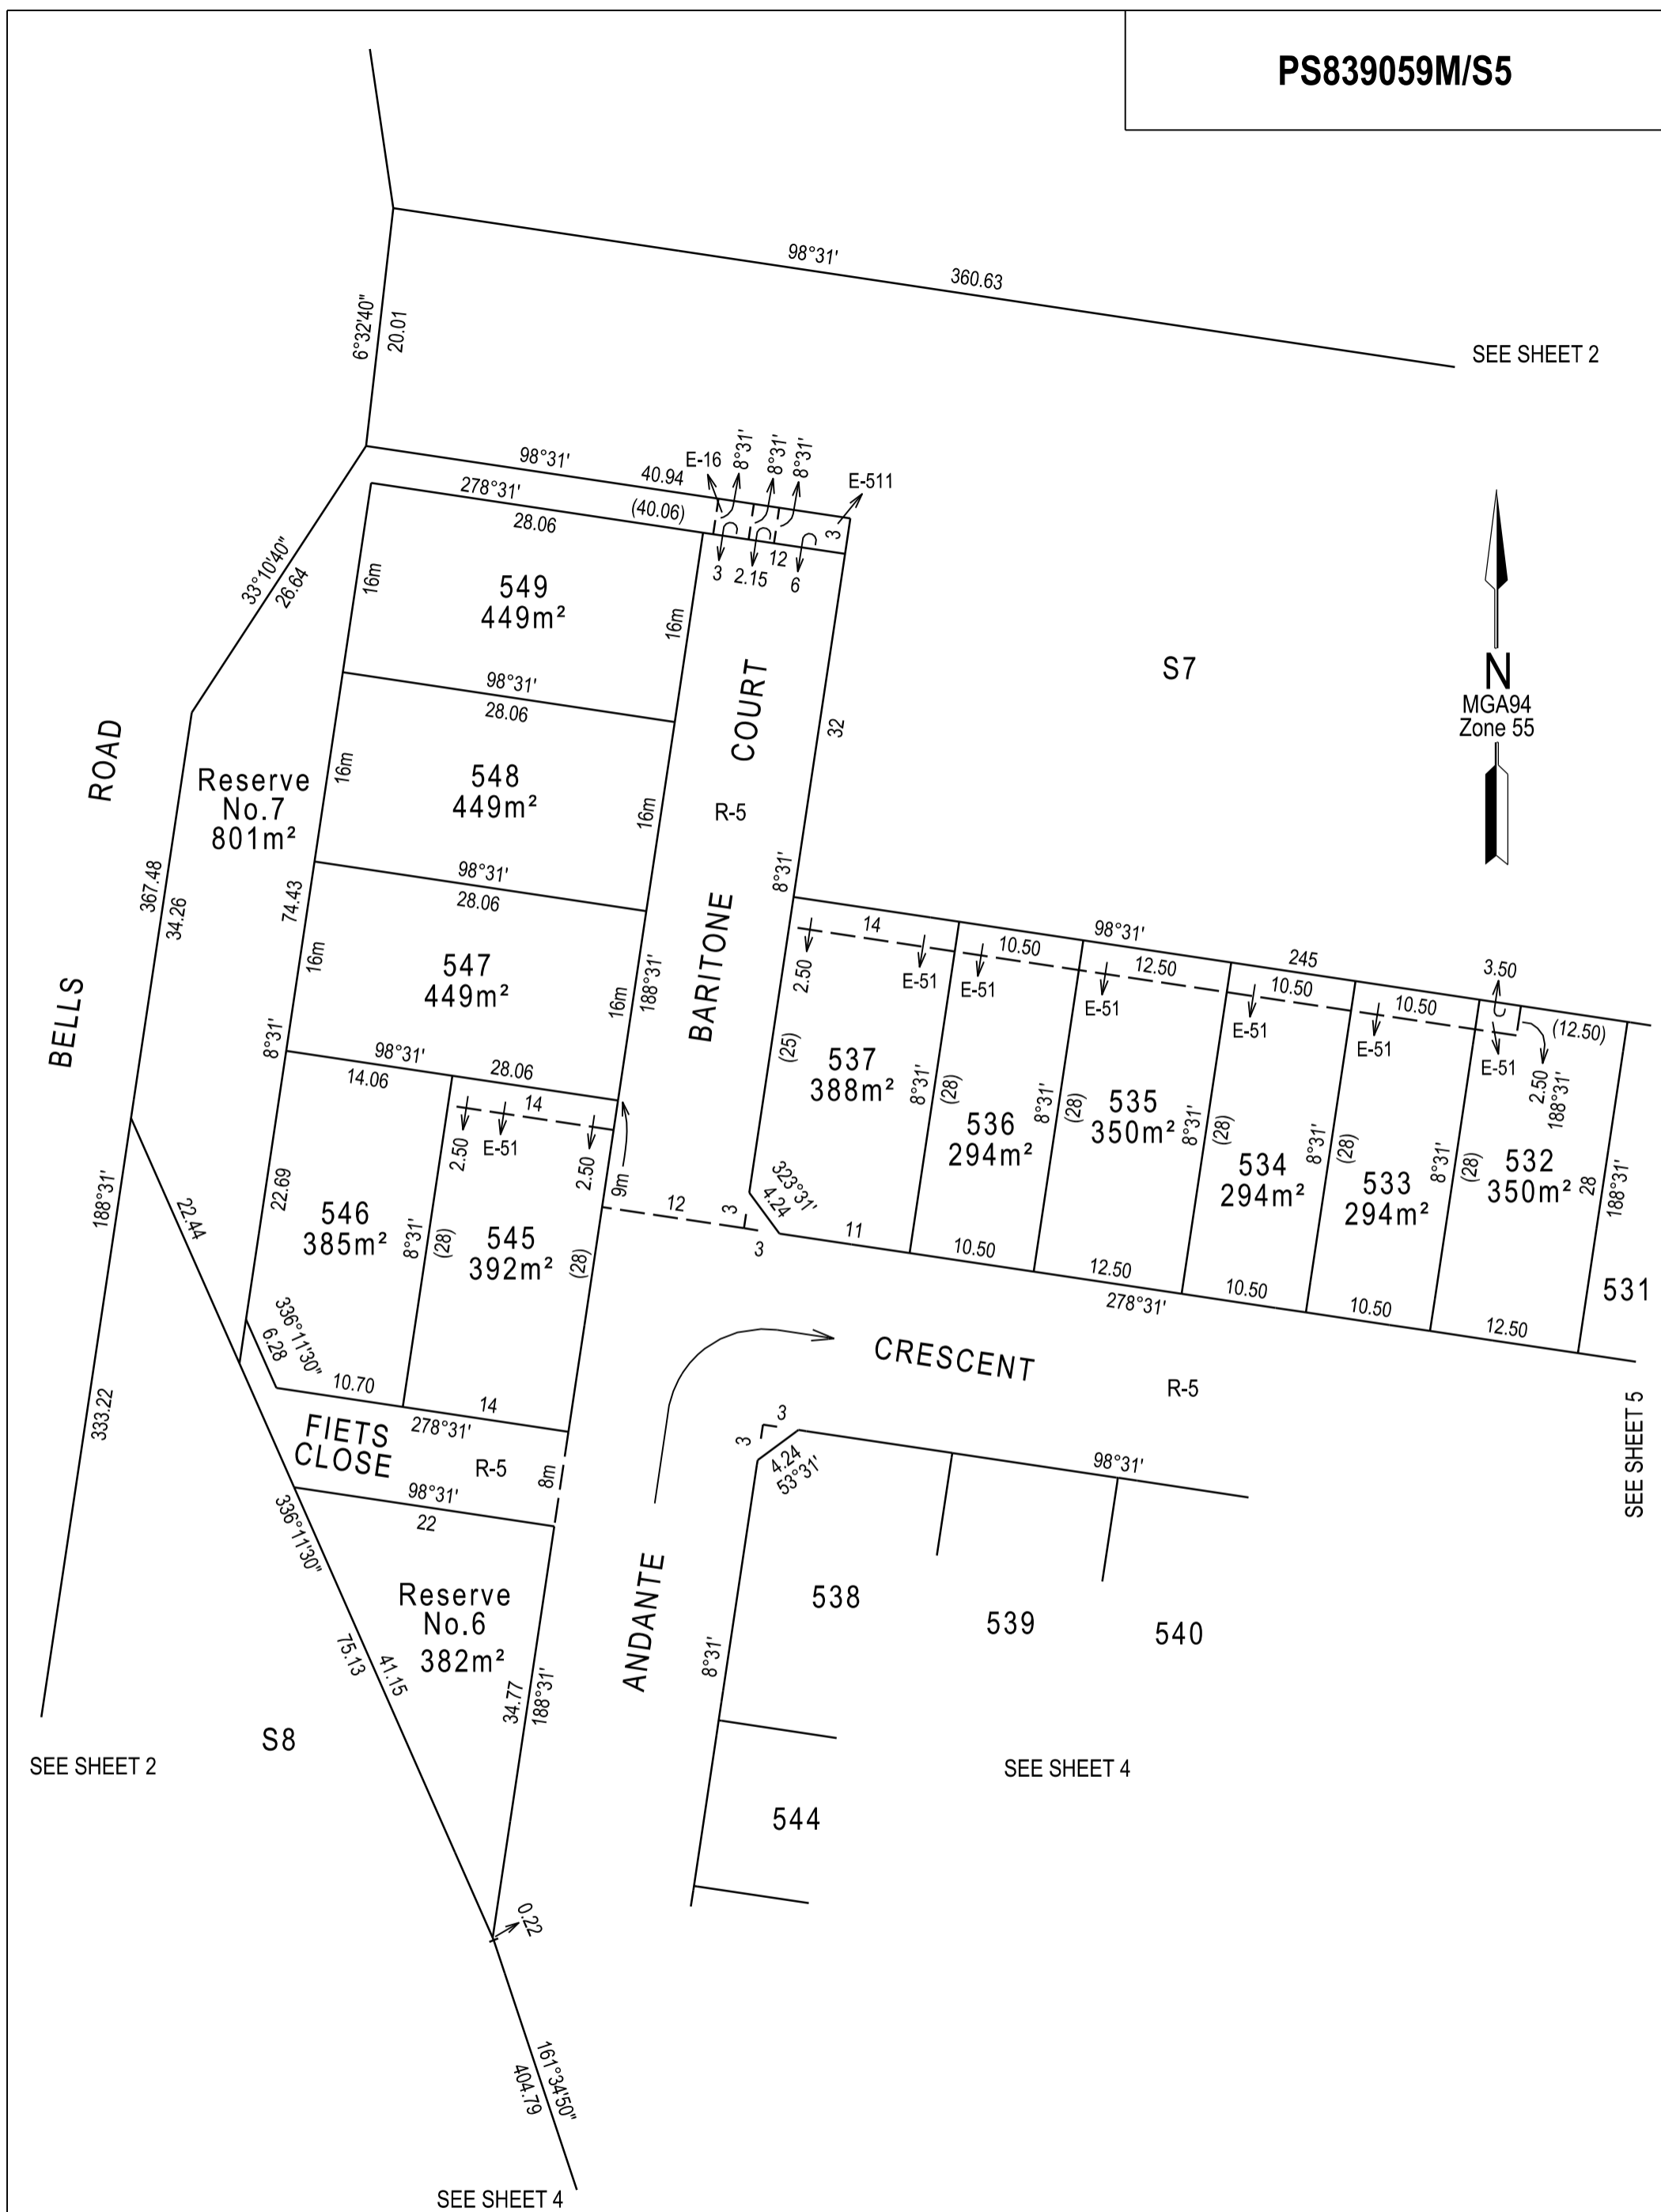 PS839059M/S5
98°31'
360.63
SEE SHEET 2
6°32'40"
20.01
98°31'
40.94
E-16
8°31'
8°31'
8°31'
E-511
278°31'
(40.06)
28.06
3
12
3
2.15
6
33°10'40"
26.64
16m
549
449m²
16m
98°31'
28.06
COURT
32
S7
N
MGA94
Zone 55
ROAD
Reserve
No.7
801m²
16m
548
449m²
16m
R-5
8°31'
367.48
34.26
74.43
98°31'
28.06
BARITONE
16m
547
449m²
16m
188°31'
BELLS
8°31'
14
98°31'
10.50
12.50
245
10.50
10.50
3.50
(12.50)
2.50
E-51
E-51
E-51
E-51
E-51
E-51
2.50
188°31'
(25)
537
388m²
8°31'
(28)
536
294m²
8°31'
(28)
535
350m²
8°31'
(28)
534
294m²
8°31'
(28)
533
294m²
8°31'
(28)
532
350m²
28
188°31'
531
98°31'
14.06
28.06
14
2.50
E-51
2.50
9m
188°31'
22.44
22.69
546
385m²
8°31'
(28)
545
392m²
(28)
12
3
3
323°31'
4.24
11
10.50
12.50
278°31'
10.50
10.50
12.50
336°11'30"
6.28
10.70
14
278°31'
CRESCENT
R-5
333.22
FIETS
CLOSE
R-5
8m
3
3
4.24
53°31'
98°31'
SEE SHEET 5
98°31'
22
336°11'30"
Reserve
No.6
382m²
ANDANTE
538
539
540
75.13
41.15
34.77
188°31'
8°31'
S8
SEE SHEET 2
SEE SHEET 4
544
0.22
161°34'50"
404.79
SEE SHEET 4